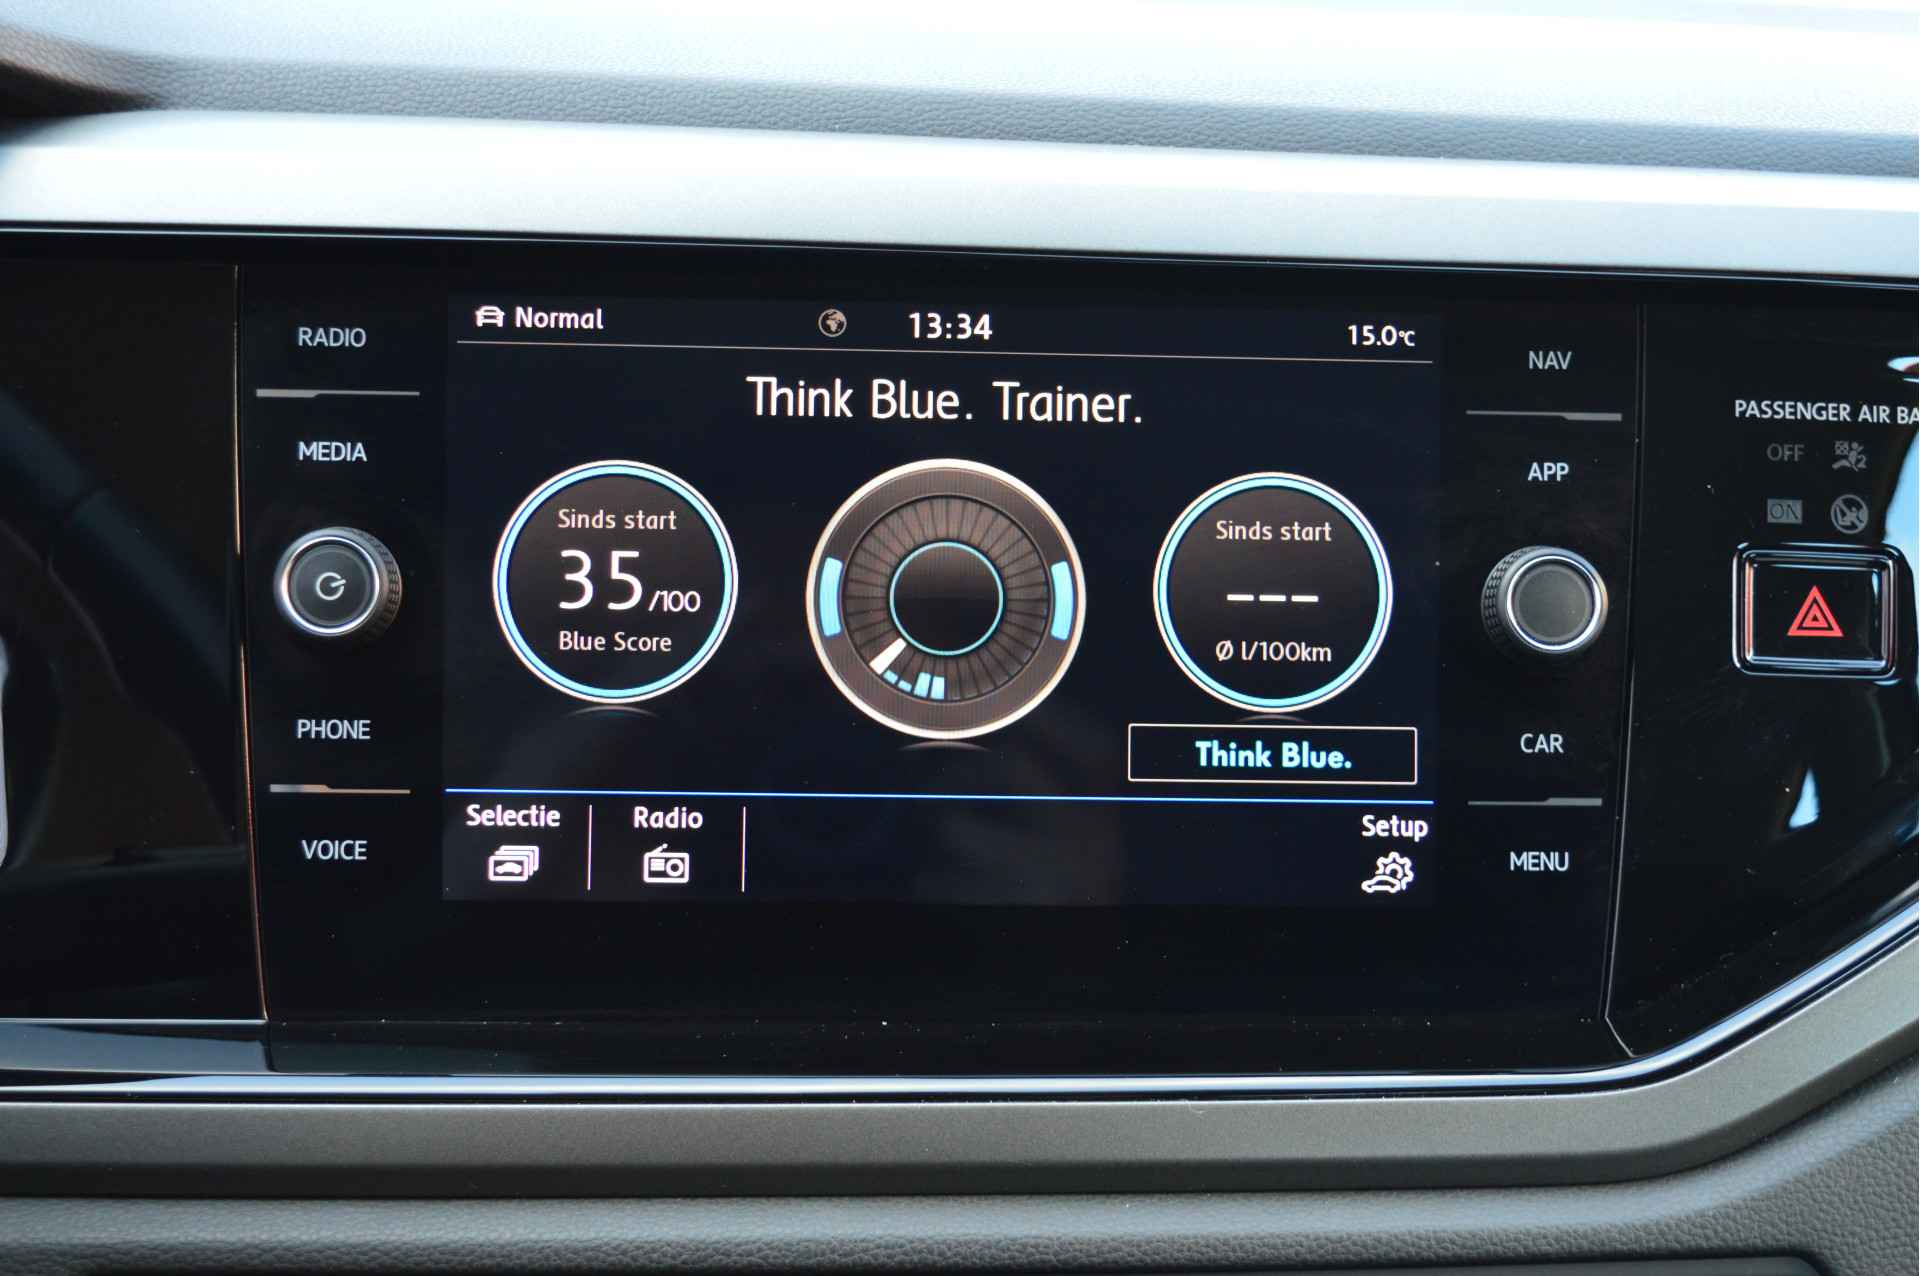 RADIO
MEDIA
PHONE
VOICE
Normal
13:34
15.0°C
Think Blue. Trainer.
Sinds start
35/100
Blue Score
Sinds start
---
Ø l/100km
Think Blue.
Selectie
Radio
Setup
NAV
APP
CAR
MENU
PASSENGER AIR BA
OFF
2
ON